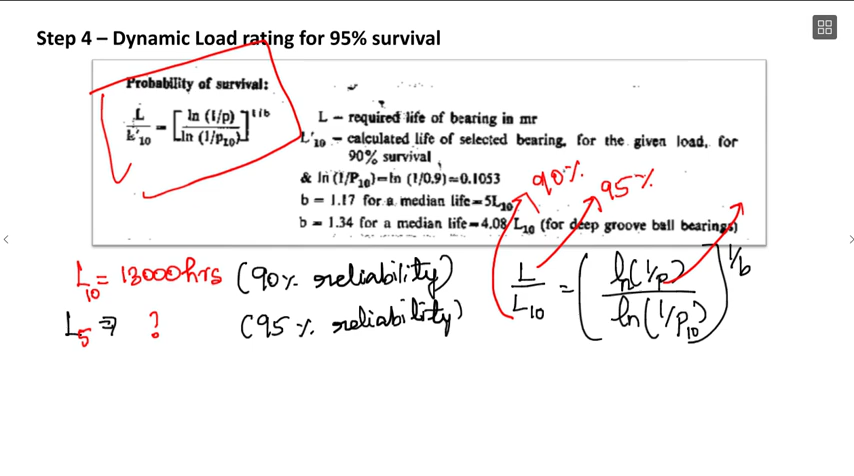 Step 4 – Dynamic Load rating for 95% survival
Probability of survival:
L/L'10 = [ln (1/p)/ln (1/p10)]^1/b
L – required life of bearing in mr
L'10 – calculated life of selected bearing, for the given load, for
90% survival
& ln (1/P10)=ln (1/0.9)=0.1053
b = 1.17 for a median life=5L10
b = 1.34 for a median life=4.08 L10 (for deep groove ball bearings)
90%
95%
L10 = 13000hrs (90% reliability)
L5 ⇒ ? (95% reliability)
L/L10 = (ln(1/p)/ln(1/p10))^1/b